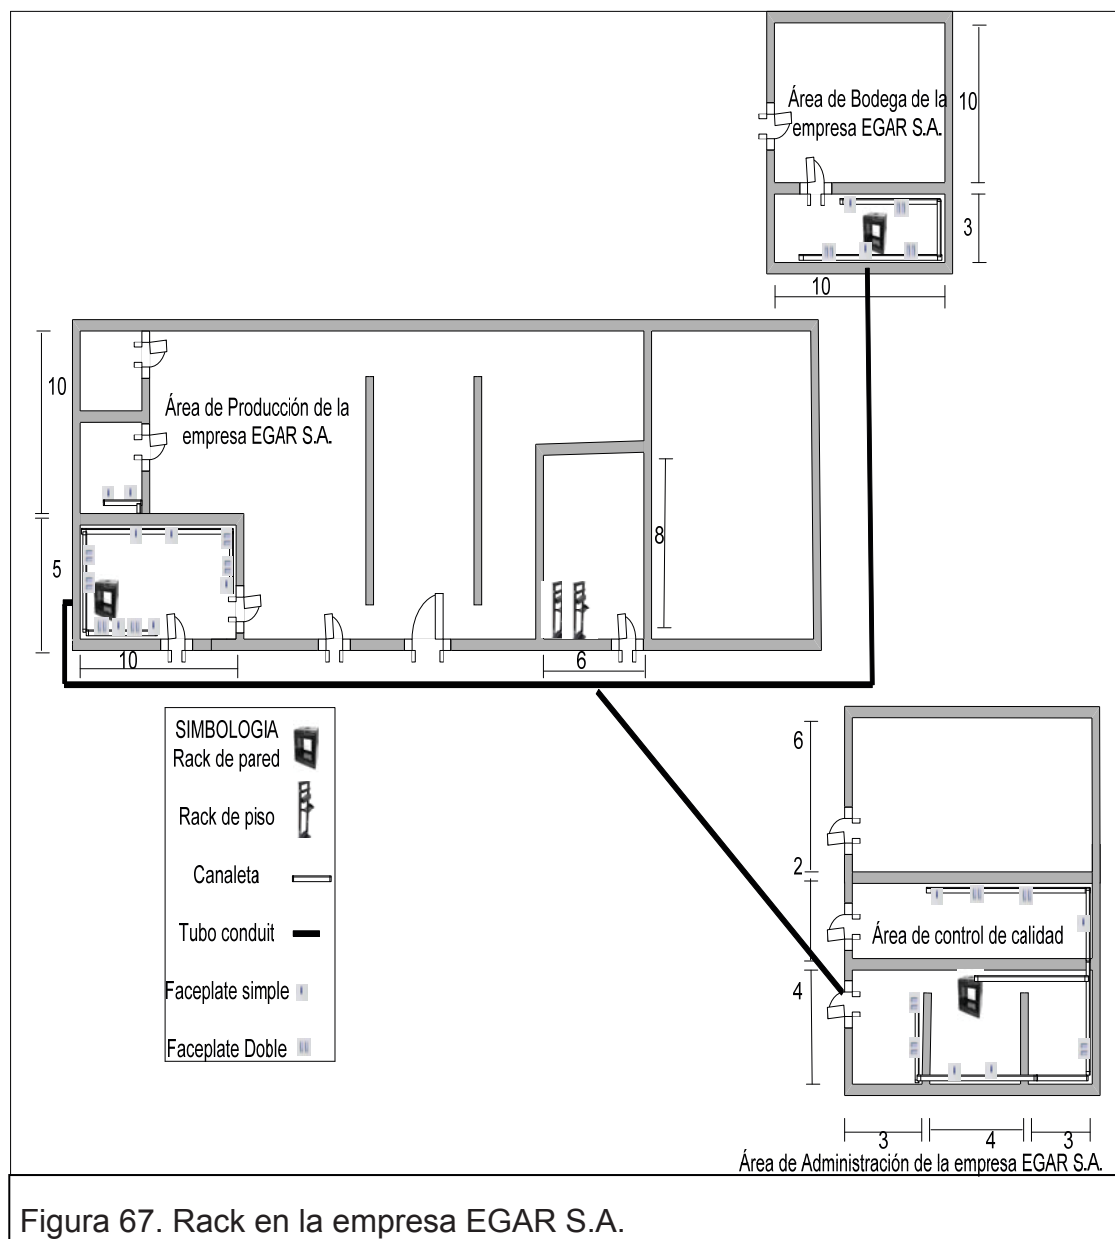 Área de Bodega de la
empresa EGAR S.A.
10
3
10
10
Área de Producción de la
empresa EGAR S.A.
8
5
10
6
SIMBOLOGIA
Rack de pared
Rack de piso
Canaleta
Tubo conduit
Faceplate simple
Faceplate Doble
6
2
Área de control de calidad
4
3
4
3
Área de Administración de la empresa EGAR S.A.
Figura 67. Rack en la empresa EGAR S.A.